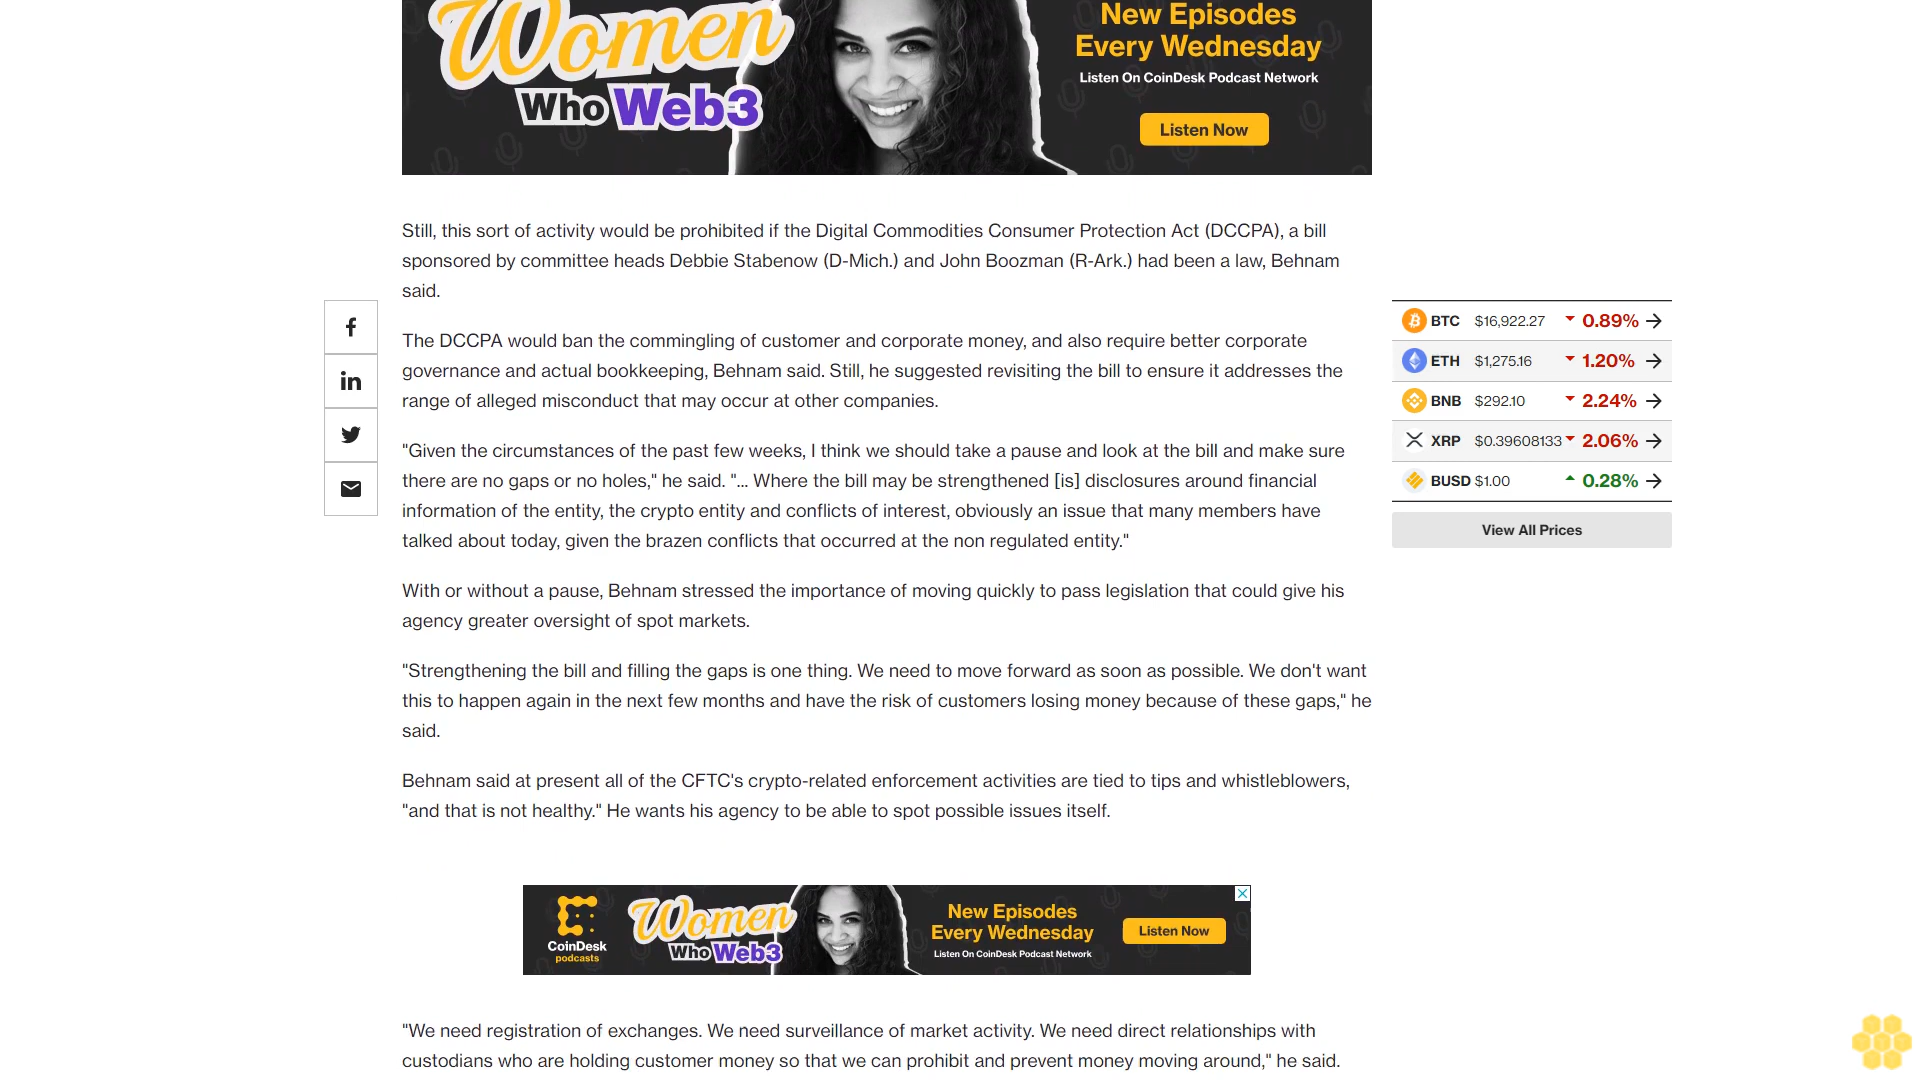 Women
Who Web3
New Episodes
Every Wednesday
Listen On CoinDesk Podcast Network
Listen Now
Still, this sort of activity would be prohibited if the Digital Commodities Consumer Protection Act (DCCPA), a bill
sponsored by committee heads Debbie Stabenow (D-Mich.) and John Boozman (R-Ark.) had been a law, Behnam
said.
The DCCPA would ban the commingling of customer and corporate money, and also require better corporate
governance and actual bookkeeping, Behnam said. Still, he suggested revisiting the bill to ensure it addresses the
range of alleged misconduct that may occur at other companies.
"Given the circumstances of the past few weeks, I think we should take a pause and look at the bill and make sure
there are no gaps or no holes," he said. "... Where the bill may be strengthened [is] disclosures around financial
information of the entity, the crypto entity and conflicts of interest, obviously an issue that many members have
talked about today, given the brazen conflicts that occurred at the non regulated entity."
With or without a pause, Behnam stressed the importance of moving quickly to pass legislation that could give his
agency greater oversight of spot markets.
"Strengthening the bill and filling the gaps is one thing. We need to move forward as soon as possible. We don't want
this to happen again in the next few months and have the risk of customers losing money because of these gaps," he
said.
Behnam said at present all of the CFTC's crypto-related enforcement activities are tied to tips and whistleblowers,
"and that is not healthy." He wants his agency to be able to spot possible issues itself.
CoinDesk
podcasts
Women
Who Web3
New Episodes
Every Wednesday
Listen On CoinDesk Podcast Network
Listen Now
"We need registration of exchanges. We need surveillance of market activity. We need direct relationships with
custodians who are holding customer money so that we can prohibit and prevent money moving around," he said.
BTC $16,922.27 0.89%
ETH $1,275.16 1.20%
BNB $292.10 2.24%
XRP $0.39608133 2.06%
BUSD $1.00 0.28%
View All Prices